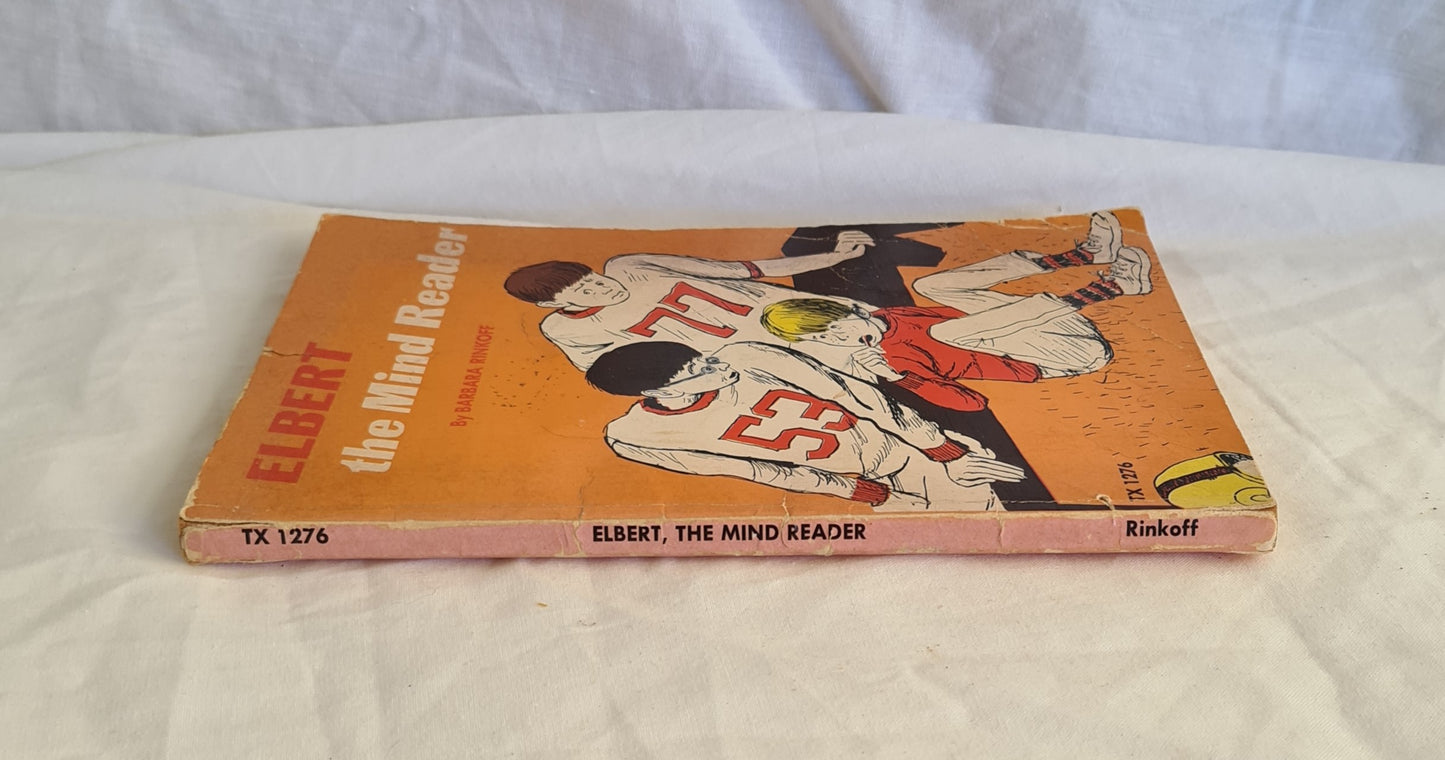 ELBERT
the Mind Reader
By BARBARA RINKOFF
77
53
TX 1276
TX 1276 ELBERT, THE MIND READER Rinkoff